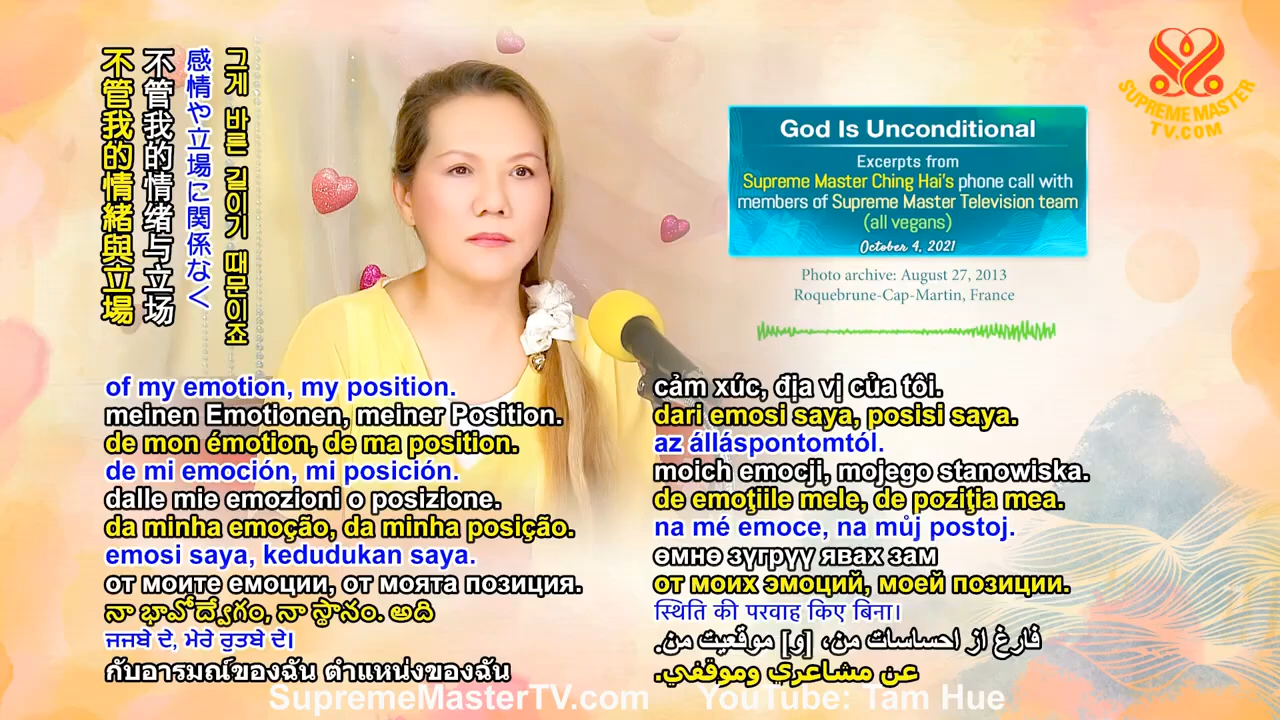 不管我的情緒與立場
不管我的情绪与立场
感情や立場に関係なく
그게 바른 길이기 때문이죠
SUPREME MASTER
TV.COM
God Is Unconditional
Excerpts from
Supreme Master Ching Hai's phone call with
members of Supreme Master Television team
(all vegans)
October 4, 2021
Photo archive: August 27, 2013
Roquebrune-Cap-Martin, France
of my emotion, my position.
meinen Emotionen, meiner Position.
de mon émotion, de ma position.
de mi emoción, mi posición.
dalle mie emozioni o posizione.
da minha emoção, da minha posição.
emosi saya, kedudukan saya.
от моите емоции, от моята позиция.
నా భావోద్వేగం, నా స్థానం. అది
ਜਜ਼ਬੇ ਦੇ, ਮੇਰੇ ਰੁਤਬੇ ਦੇ।
กับอารมณ์ของฉัน ตำแหน่งของฉัน
cảm xúc, địa vị của tôi.
dari emosi saya, posisi saya.
az álláspontomtól.
moich emocji, mojego stanowiska.
de emoţiile mele, de poziţia mea.
na mé emoce, na můj postoj.
өмнө зүгрүү явах зам
от моих эмоций, моей позиции.
स्थिति की परवाह किए बिना।
فارغ از احساسات من، [و] موقعیت من.
عن مشاعري وموقفي.
SupremeMasterTV.com YouTube: Tam Hue